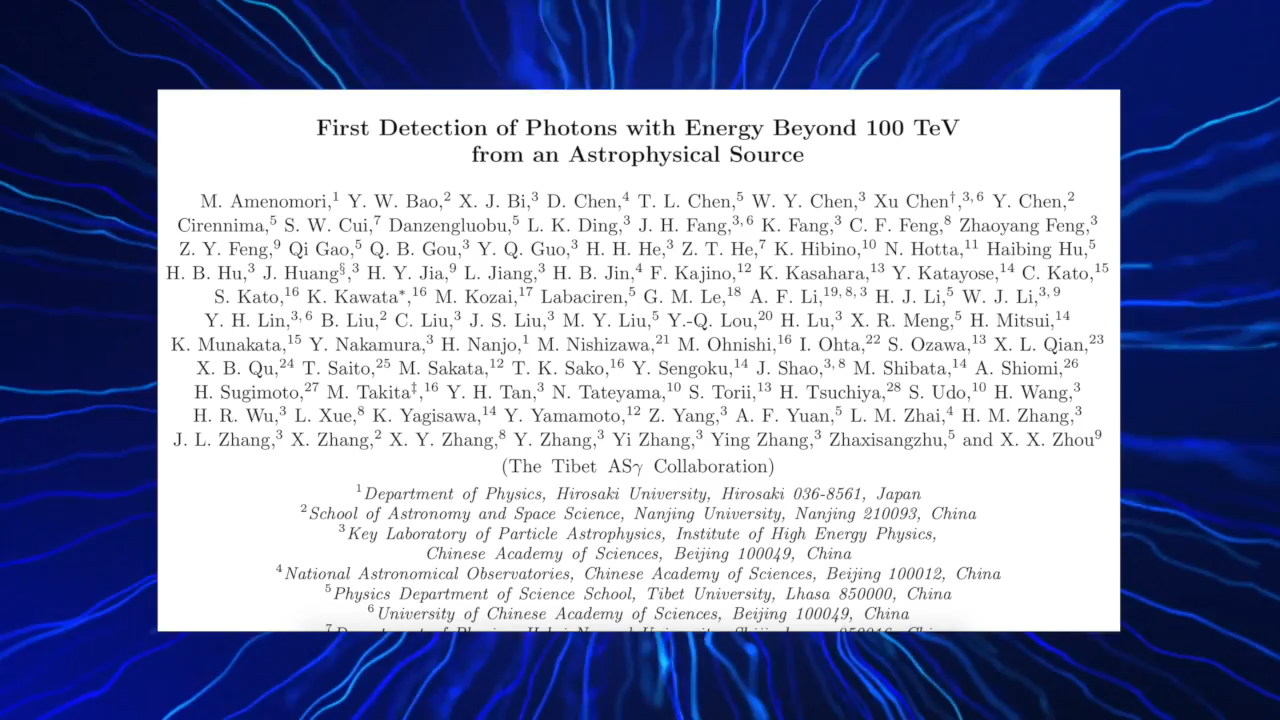 First Detection of Photons with Energy Beyond 100 TeV
from an Astrophysical Source
M. Amenomori,¹ Y. W. Bao,² X. J. Bi,³ D. Chen,⁴ T. L. Chen,⁵ W. Y. Chen,³ Xu Chen†,³,⁶ Y. Chen,²
Cirennima,⁵ S. W. Cui,⁷ Danzengluobu,⁵ L. K. Ding,³ J. H. Fang,³,⁶ K. Fang,³ C. F. Feng,⁸ Zhaoyang Feng,³
Z. Y. Feng,⁹ Qi Gao,⁵ Q. B. Gou,³ Y. Q. Guo,³ H. H. He,³ Z. T. He,⁷ K. Hibino,¹⁰ N. Hotta,¹¹ Haibing Hu,⁵
H. B. Hu,³ J. Huang§,³ H. Y. Jia,⁹ L. Jiang,³ H. B. Jin,⁴ F. Kajino,¹² K. Kasahara,¹³ Y. Katayose,¹⁴ C. Kato,¹⁵
S. Kato,¹⁶ K. Kawata∗,¹⁶ M. Kozai,¹⁷ Labaciren,⁵ G. M. Le,¹⁸ A. F. Li,¹⁹,⁸,³ H. J. Li,⁵ W. J. Li,³,⁹
Y. H. Lin,³,⁶ B. Liu,² C. Liu,³ J. S. Liu,³ M. Y. Liu,⁵ Y.-Q. Lou,²⁰ H. Lu,³ X. R. Meng,⁵ H. Mitsui,¹⁴
K. Munakata,¹⁵ Y. Nakamura,³ H. Nanjo,¹ M. Nishizawa,²¹ M. Ohnishi,¹⁶ I. Ohta,²² S. Ozawa,¹³ X. L. Qian,²³
X. B. Qu,²⁴ T. Saito,²⁵ M. Sakata,¹² T. K. Sako,¹⁶ Y. Sengoku,¹⁴ J. Shao,³,⁸ M. Shibata,¹⁴ A. Shiomi,²⁶
H. Sugimoto,²⁷ M. Takita‡,¹⁶ Y. H. Tan,³ N. Tateyama,¹⁰ S. Torii,¹³ H. Tsuchiya,²⁸ S. Udo,¹⁰ H. Wang,³
H. R. Wu,³ L. Xue,⁸ K. Yagisawa,¹⁴ Y. Yamamoto,¹² Z. Yang,³ A. F. Yuan,⁵ L. M. Zhai,⁴ H. M. Zhang,³
J. L. Zhang,³ X. Zhang,² X. Y. Zhang,⁸ Y. Zhang,³ Yi Zhang,³ Ying Zhang,³ Zhaxisangzhu,⁵ and X. X. Zhou⁹
(The Tibet ASγ Collaboration)
¹Department of Physics, Hirosaki University, Hirosaki 036-8561, Japan
²School of Astronomy and Space Science, Nanjing University, Nanjing 210093, China
³Key Laboratory of Particle Astrophysics, Institute of High Energy Physics,
Chinese Academy of Sciences, Beijing 100049, China
⁴National Astronomical Observatories, Chinese Academy of Sciences, Beijing 100012, China
⁵Physics Department of Science School, Tibet University, Lhasa 850000, China
⁶University of Chinese Academy of Sciences, Beijing 100049, China